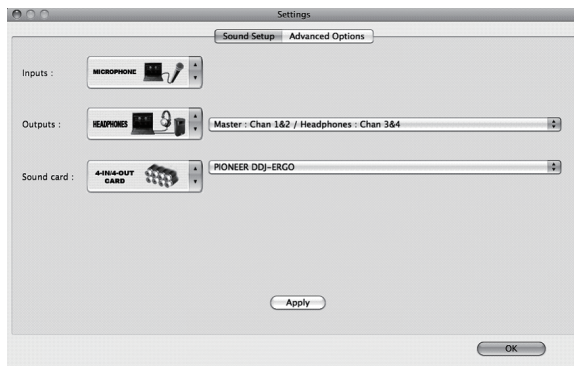 Settings
Sound Setup Advanced Options
Inputs : MICROPHONE
Outputs : HEADPHONES Master : Chan 1&2 / Headphones : Chan 3&4
Sound card : 4-IN/4-OUT CARD PIONEER DDJ-ERGO
Apply
OK